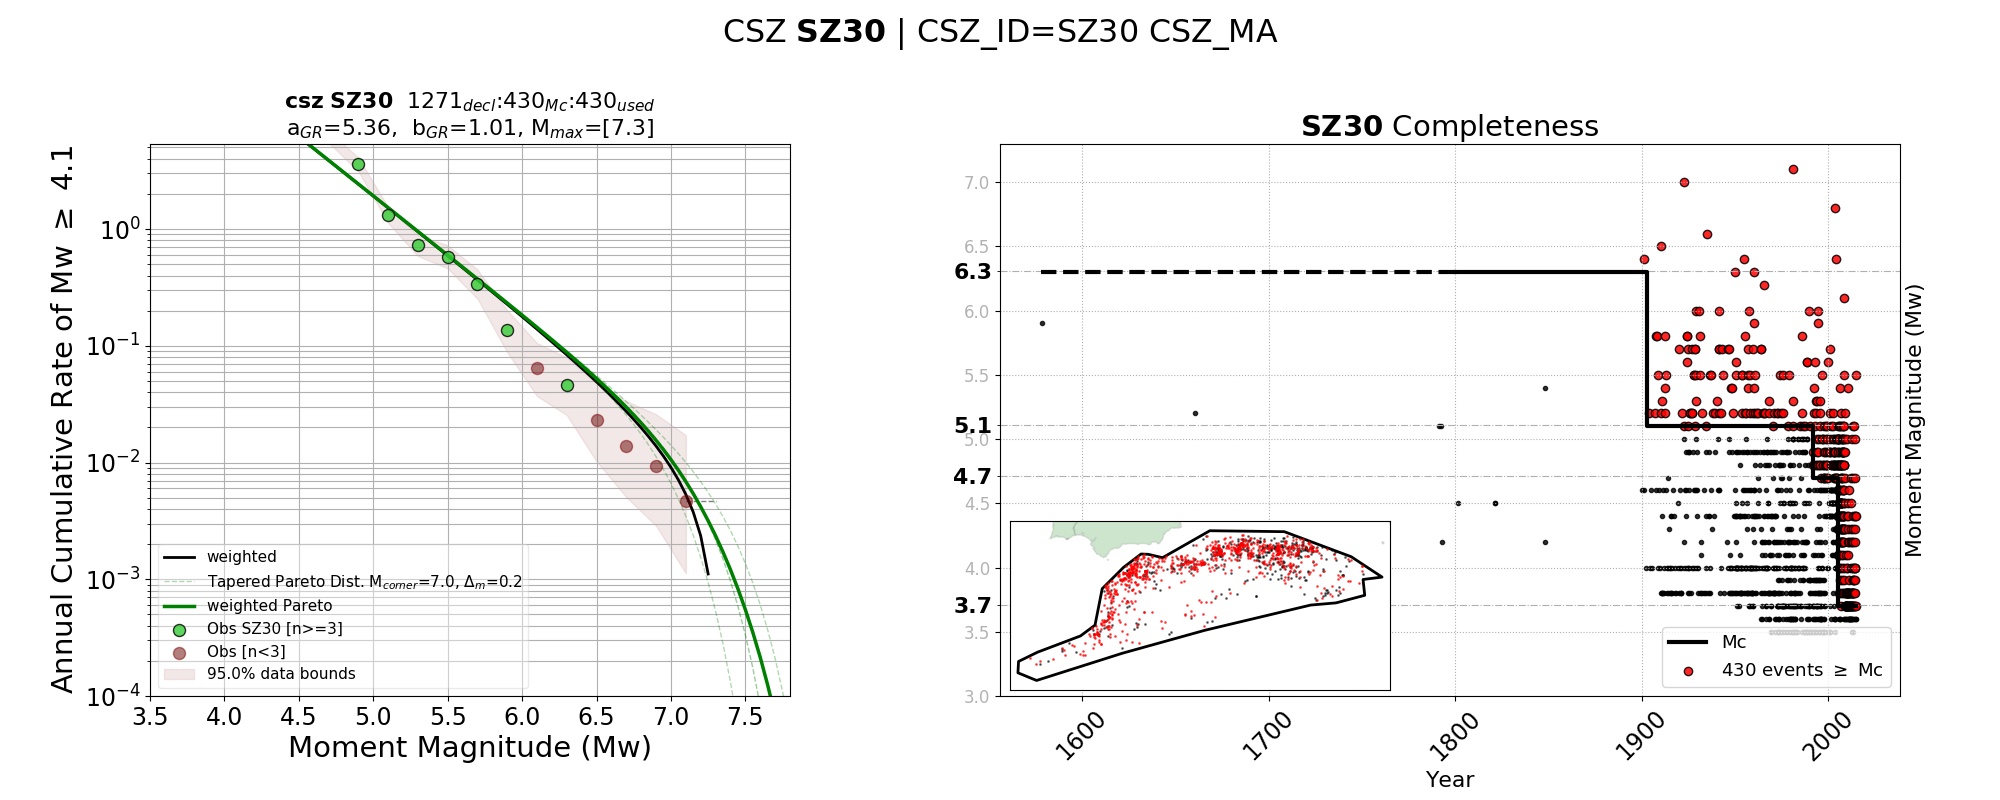 CSZ SZ30 | CSZ_ID=SZ30 CSZ_MA
csz SZ30 1271decl:430Mc:430used
aGR=5.36, bGR=1.01, Mmax=[7.3]
Annual Cumulative Rate of Mw ≥ 4.1
10^0
10^−1
10^−2
10^−3
10^−4
weighted
Tapered Pareto Dist. Mcorner=7.0, Δm=0.2
weighted Pareto
Obs SZ30 [n>=3]
Obs [n<3]
95.0% data bounds
3.5 4.0 4.5 5.0 5.5 6.0 6.5 7.0 7.5
Moment Magnitude (Mw)
SZ30 Completeness
7.0
6.5
6.3
6.0
5.5
5.1
5.0
4.7
4.5
4.0
3.7
3.5
3.0
Moment Magnitude (Mw)
Mc
430 events ≥ Mc
1600 1700 1800 1900 2000
Year